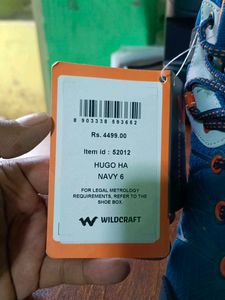 8 903338 593662
Rs. 4499.00
Item id : 52012
HUGO HA
NAVY 6
FOR LEGAL METROLOGY
REQUIREMENTS, REFER TO THE
SHOE BOX.
WILDCRAFT